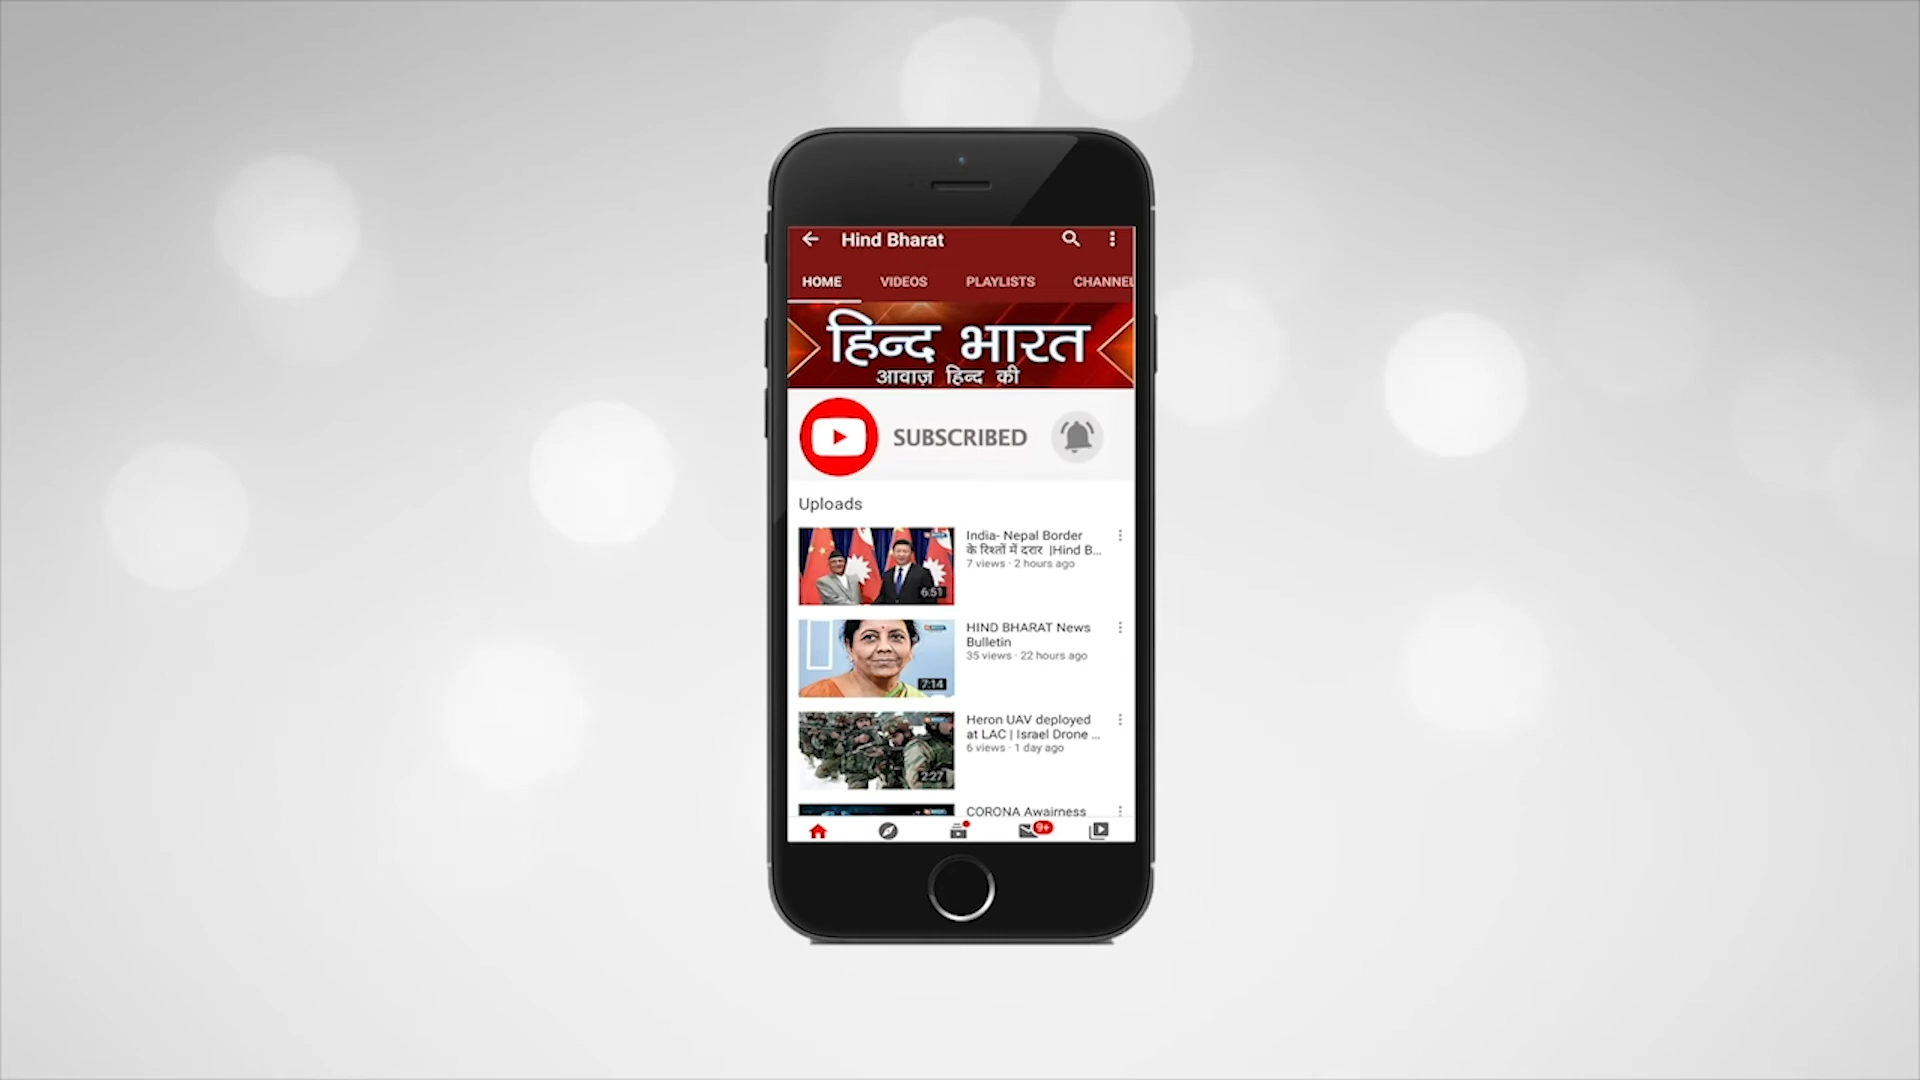 Hind Bharat
HOME VIDEOS PLAYLISTS CHANNEL
हिन्द भारत
आवाज़ हिन्द की
SUBSCRIBED
Uploads
India- Nepal Border
के रिश्तों में दरार |Hind B...
7 views · 2 hours ago
6:51
HIND BHARAT News
Bulletin
35 views · 22 hours ago
7:14
Heron UAV deployed
at LAC | Israel Drone ...
6 views · 1 day ago
2:27
CORONA Awairness
9+